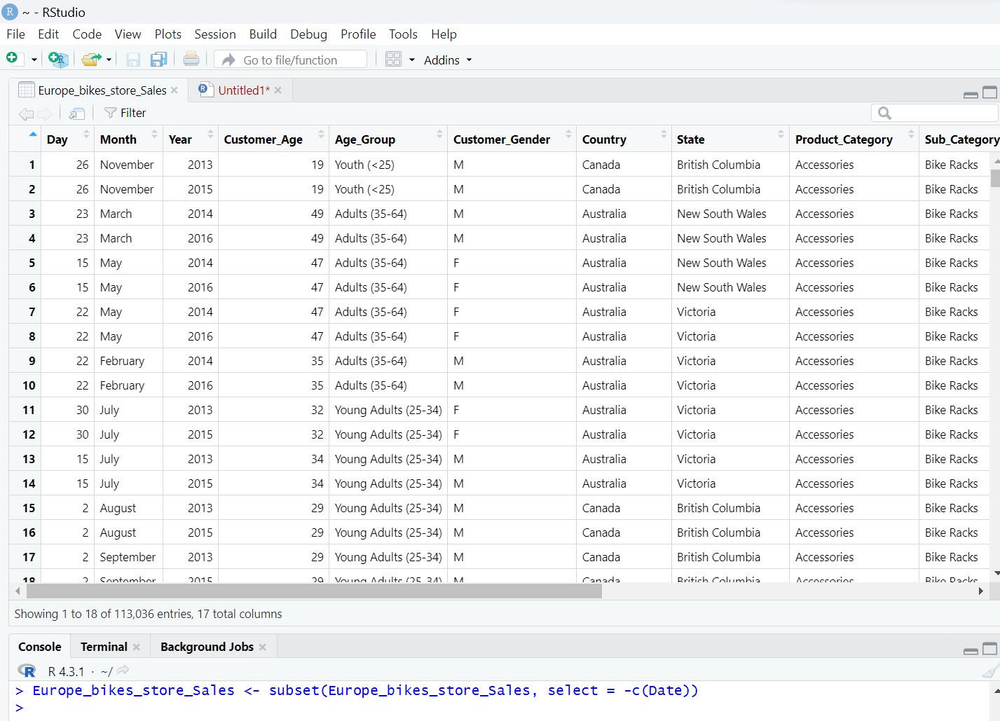 R ~ - RStudio
File Edit Code View Plots Session Build Debug Profile Tools Help
R Go to file/function Addins
Europe_bikes_store_Sales × R Untitled1* ×
Filter
Day Month Year Customer_Age Age_Group Customer_Gender Country State Product_Category Sub_Category
1 26 November 2013 19 Youth (<25) M Canada British Columbia Accessories Bike Racks
2 26 November 2015 19 Youth (<25) M Canada British Columbia Accessories Bike Racks
3 23 March 2014 49 Adults (35-64) M Australia New South Wales Accessories Bike Racks
4 23 March 2016 49 Adults (35-64) M Australia New South Wales Accessories Bike Racks
5 15 May 2014 47 Adults (35-64) F Australia New South Wales Accessories Bike Racks
6 15 May 2016 47 Adults (35-64) F Australia New South Wales Accessories Bike Racks
7 22 May 2014 47 Adults (35-64) F Australia Victoria Accessories Bike Racks
8 22 May 2016 47 Adults (35-64) F Australia Victoria Accessories Bike Racks
9 22 February 2014 35 Adults (35-64) M Australia Victoria Accessories Bike Racks
10 22 February 2016 35 Adults (35-64) M Australia Victoria Accessories Bike Racks
11 30 July 2013 32 Young Adults (25-34) F Australia Victoria Accessories Bike Racks
12 30 July 2015 32 Young Adults (25-34) F Australia Victoria Accessories Bike Racks
13 15 July 2013 34 Young Adults (25-34) M Australia Victoria Accessories Bike Racks
14 15 July 2015 34 Young Adults (25-34) M Australia Victoria Accessories Bike Racks
15 2 August 2013 29 Young Adults (25-34) M Canada British Columbia Accessories Bike Racks
16 2 August 2015 29 Young Adults (25-34) M Canada British Columbia Accessories Bike Racks
17 2 September 2013 29 Young Adults (25-34) M Canada British Columbia Accessories Bike Racks
18 2 September 2015 29 Young Adults (25-34) M Canada British Columbia Accessories Bike Racks
Showing 1 to 18 of 113,036 entries, 17 total columns
Console Terminal × Background Jobs ×
R R 4.3.1 · ~/
> Europe_bikes_store_Sales <- subset(Europe_bikes_store_Sales, select = -c(Date))
>